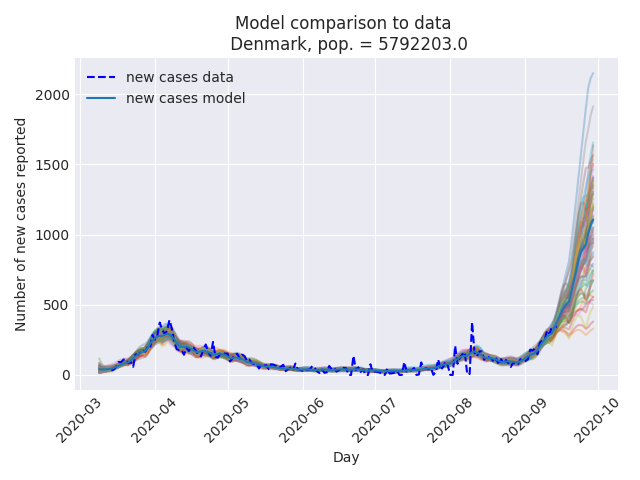 Model comparison to data
Denmark, pop. = 5792203.0
new cases data
new cases model
Number of new cases reported
2000
1500
1000
500
0
2020-03
2020-04
2020-05
2020-06
2020-07
2020-08
2020-09
2020-10
Day